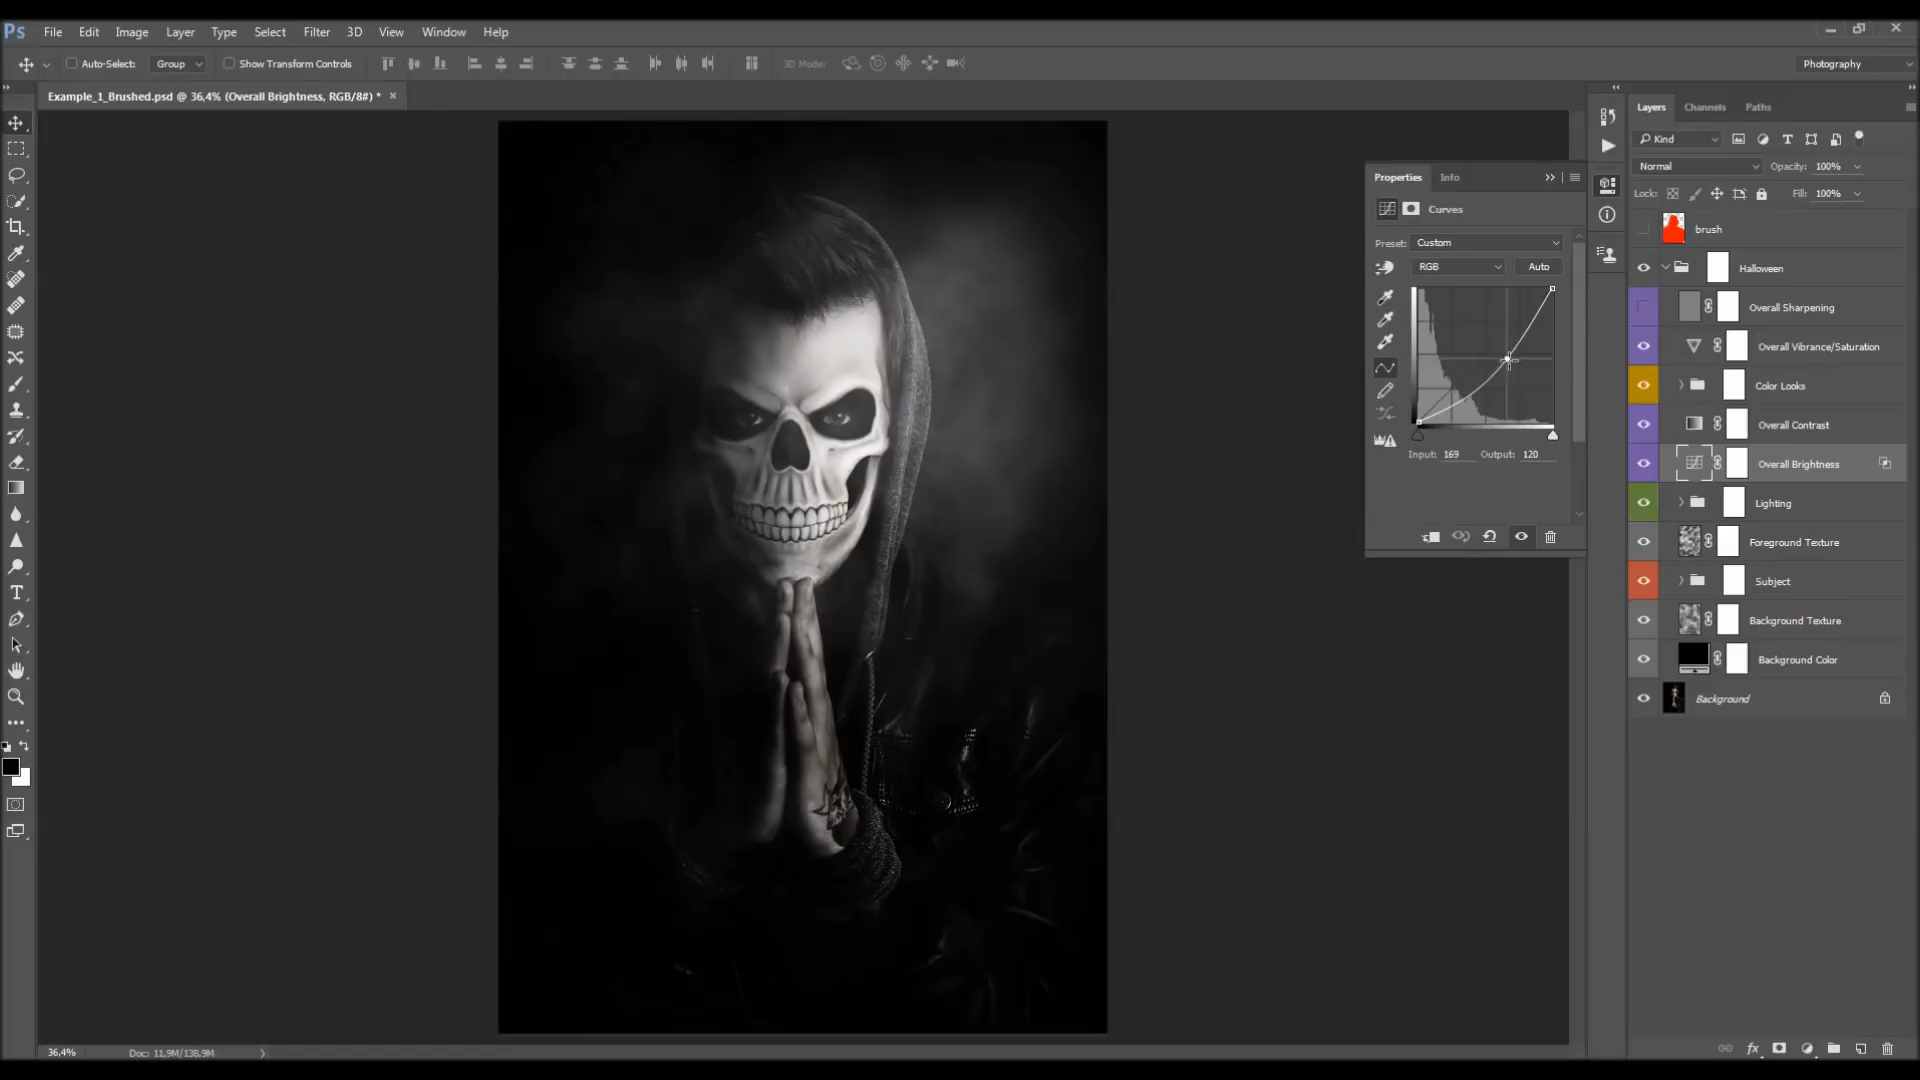 Ps File Edit Image Layer Type Select Filter 3D View Window Help
Auto-Select: Group Show Transform Controls 3D Mode: Photography
Example_1_Brushed.psd @ 36,4% (Overall Brightness, RGB/8#) * ×
Layers Channels Paths
Kind
Normal Opacity: 100%
Lock: Fill: 100%
brush
Halloween
Overall Sharpening
Overall Vibrance/Saturation
Color Looks
Overall Contrast
Overall Brightness
Lighting
Foreground Texture
Subject
Background Texture
Background Color
Background
Properties Info
Curves
Preset: Custom
RGB Auto
Input: 169 Output: 120
36,4% Doc: 11,9M/138,9M
fx